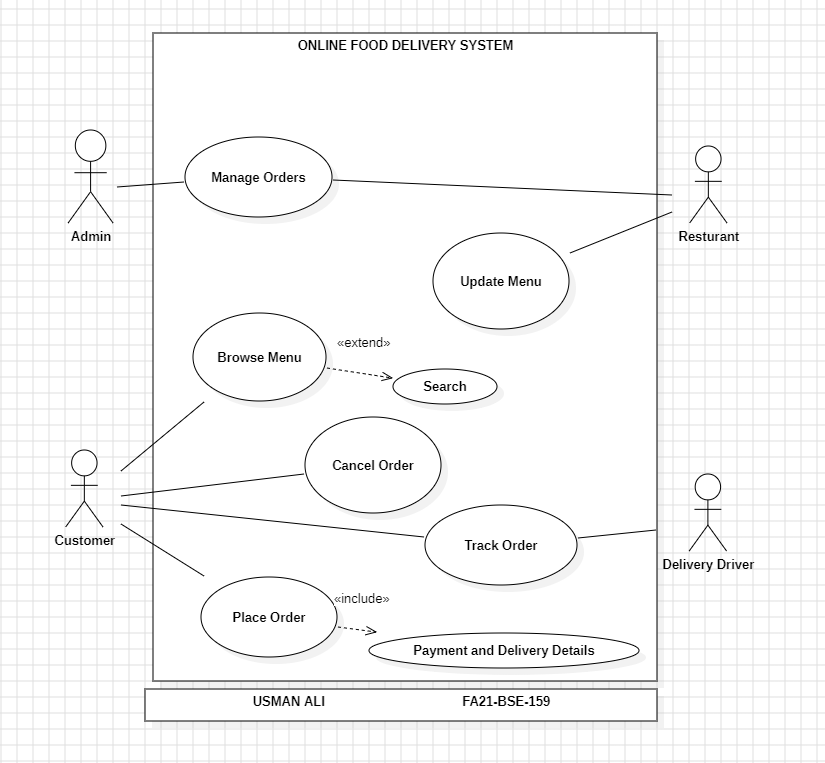 ONLINE FOOD DELIVERY SYSTEM
Manage Orders
Admin
Resturant
Update Menu
«extend»
Browse Menu
Search
Cancel Order
Customer
Track Order
Delivery Driver
«include»
Place Order
Payment and Delivery Details
USMAN ALI FA21-BSE-159